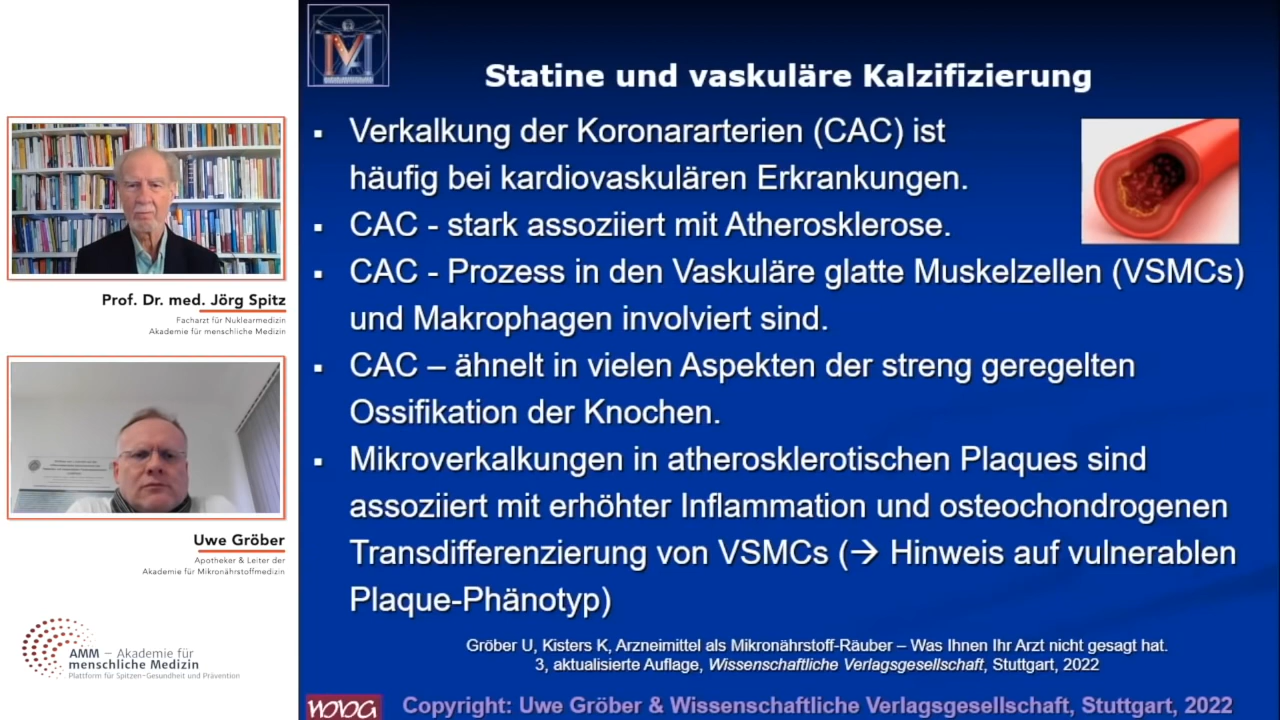 Statine und vaskuläre Kalzifizierung
▪ Verkalkung der Koronararterien (CAC) ist
häufig bei kardiovaskulären Erkrankungen.
▪ CAC - stark assoziiert mit Atherosklerose.
▪ CAC - Prozess in den Vaskuläre glatte Muskelzellen (VSMCs)
und Makrophagen involviert sind.
▪ CAC – ähnelt in vielen Aspekten der streng geregelten
Ossifikation der Knochen.
▪ Mikroverkalkungen in atherosklerotischen Plaques sind
assoziiert mit erhöhter Inflammation und osteochondrogenen
Transdifferenzierung von VSMCs (→ Hinweis auf vulnerablen
Plaque-Phänotyp)
Gröber U, Kisters K, Arzneimittel als Mikronährstoff-Räuber – Was Ihnen Ihr Arzt nicht gesagt hat.
3, aktualisierte Auflage, Wissenschaftliche Verlagsgesellschaft, Stuttgart, 2022
Copyright: Uwe Gröber & Wissenschaftliche Verlagsgesellschaft, Stuttgart, 2022
Prof. Dr. med. Jörg Spitz
Facharzt für Nuklearmedizin
Akademie für menschliche Medizin
Uwe Gröber
Apotheker & Leiter der
Akademie für Mikronährstoffmedizin
AMM – Akademie für
menschliche Medizin
Plattform für Spitzen-Gesundheit und Prävention